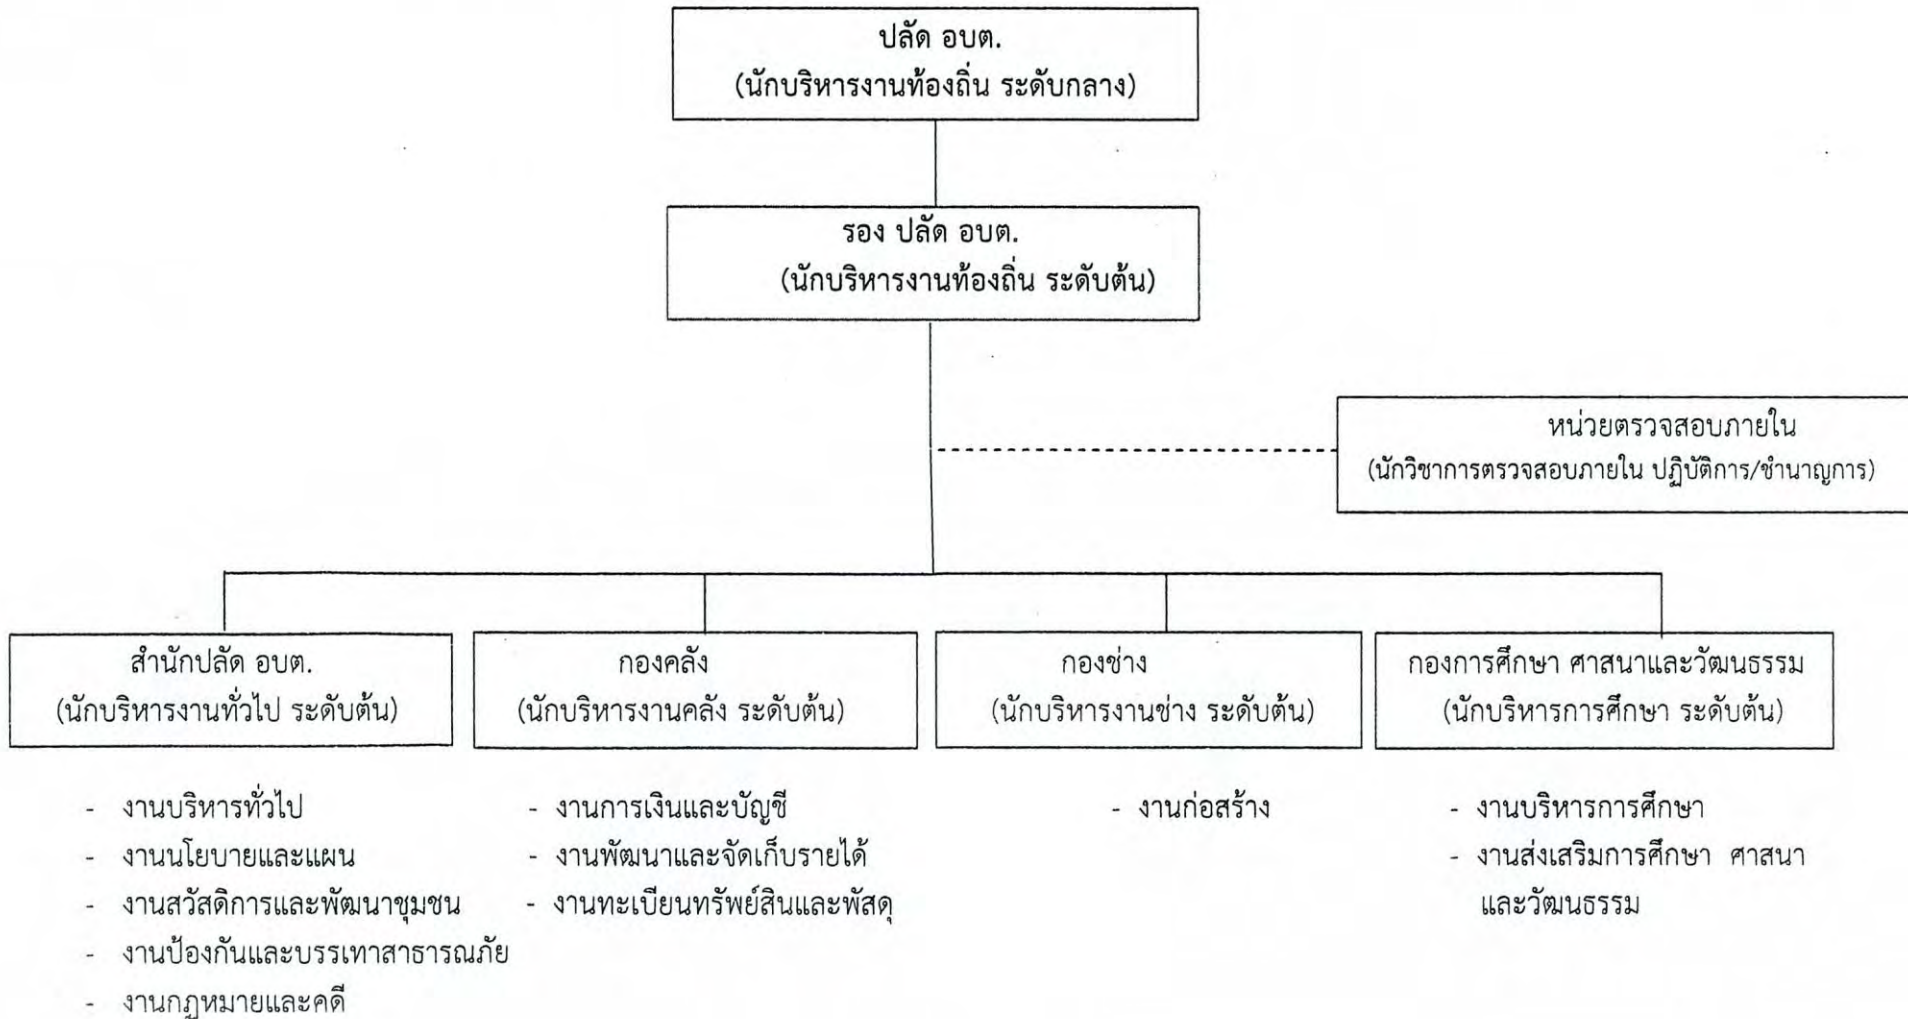 ปลัด อบต.
(นักบริหารงานท้องถิ่น ระดับกลาง)
รอง ปลัด อบต.
(นักบริหารงานท้องถิ่น ระดับต้น)
หน่วยตรวจสอบภายใน
(นักวิชาการตรวจสอบภายใน ปฏิบัติการ/ชำนาญการ)
สำนักปลัด อบต.
(นักบริหารงานทั่วไป ระดับต้น)
- งานบริหารทั่วไป
- งานนโยบายและแผน
- งานสวัสดิการและพัฒนาชุมชน
- งานป้องกันและบรรเทาสาธารณภัย
- งานกฎหมายและคดี
กองคลัง
(นักบริหารงานคลัง ระดับต้น)
- งานการเงินและบัญชี
- งานพัฒนาและจัดเก็บรายได้
- งานทะเบียนทรัพย์สินและพัสดุ
กองช่าง
(นักบริหารงานช่าง ระดับต้น)
- งานก่อสร้าง
กองการศึกษา ศาสนาและวัฒนธรรม
(นักบริหารการศึกษา ระดับต้น)
- งานบริหารการศึกษา
- งานส่งเสริมการศึกษา ศาสนา
และวัฒนธรรม